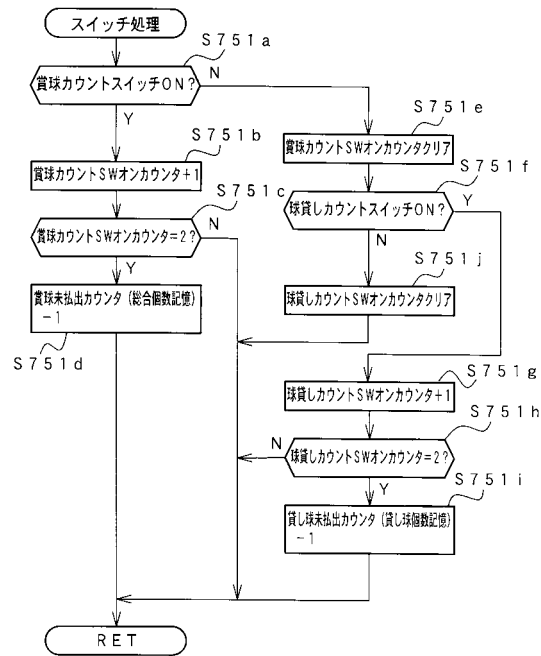 スイッチ処理
S751a
賞球カウントスイッチON?
N
Y
S751b
賞球カウントSWオンカウンタ+1
S751c
賞球カウントSWオンカウンタ=2?
N
Y
賞球未払出カウンタ(総合個数記憶)
-1
S751d
S751e
賞球カウントSWオンカウンタクリア
S751f
球貸しカウントスイッチON?
Y
N
S751j
球貸しカウントSWオンカウンタクリア
S751g
球貸しカウントSWオンカウンタ+1
S751h
N
球貸しカウントSWオンカウンタ=2?
Y
S751i
貸し球未払出カウンタ(貸し球個数記憶)
-1
RET